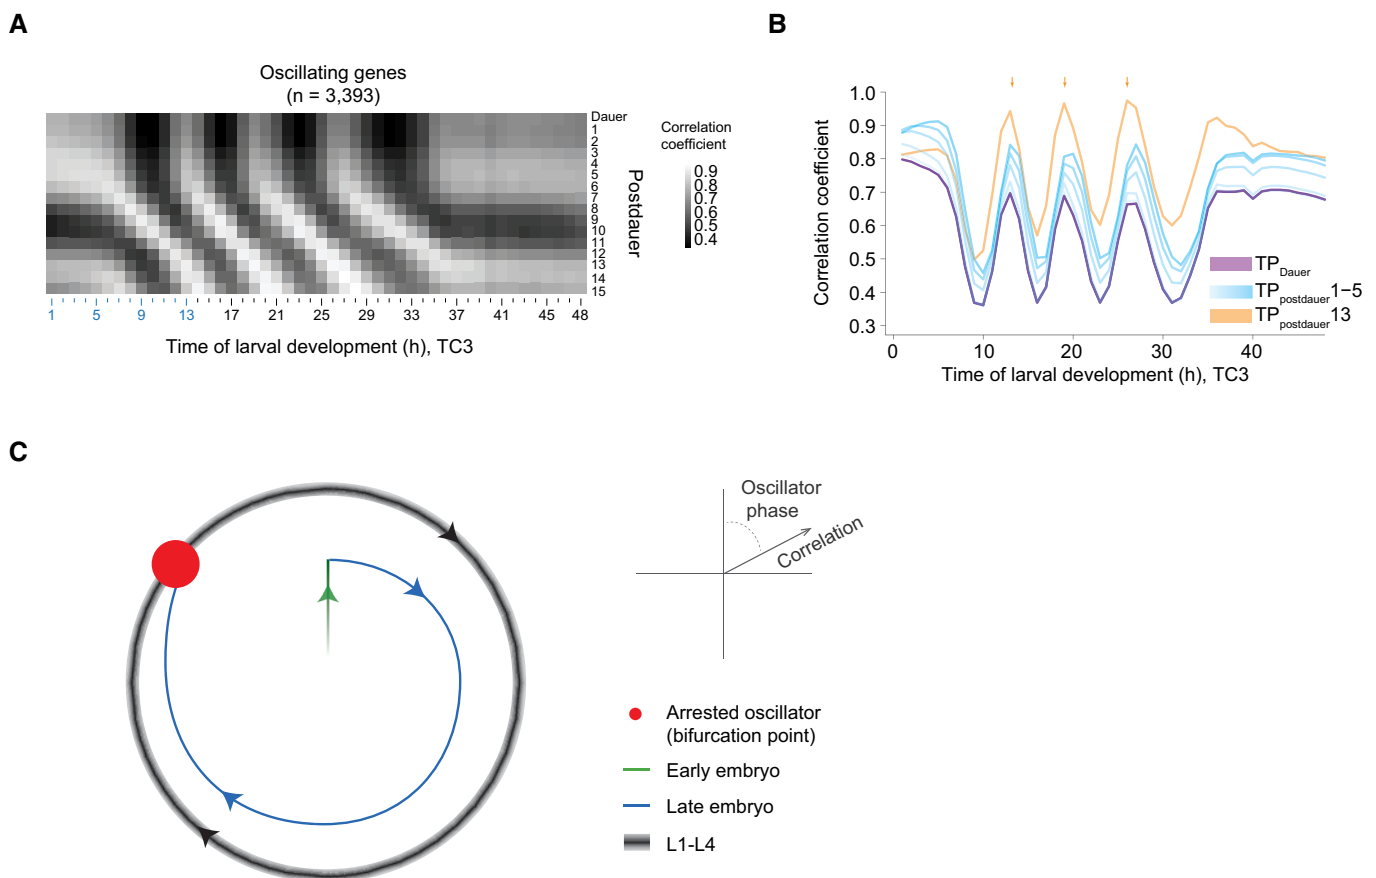 A
Oscillating genes
(n = 3,393)
Dauer
1
2
3
4
5
6
7
8
9
10
11
12
13
14
15
Postdauer
1 5 9 13 17 21 25 29 33 37 41 45 48
Time of larval development (h), TC3
Correlation
coefficient
0.9
0.8
0.7
0.6
0.5
0.4
B
1.0
0.9
0.8
0.7
0.6
0.5
0.4
0.3
Correlation coefficient
0 10 20 30 40
Time of larval development (h), TC3
TPDauer
TPpostdauer1–5
TPpostdauer13
C
Oscillator
phase
Correlation
Arrested oscillator
(bifurcation point)
Early embryo
Late embryo
L1-L4